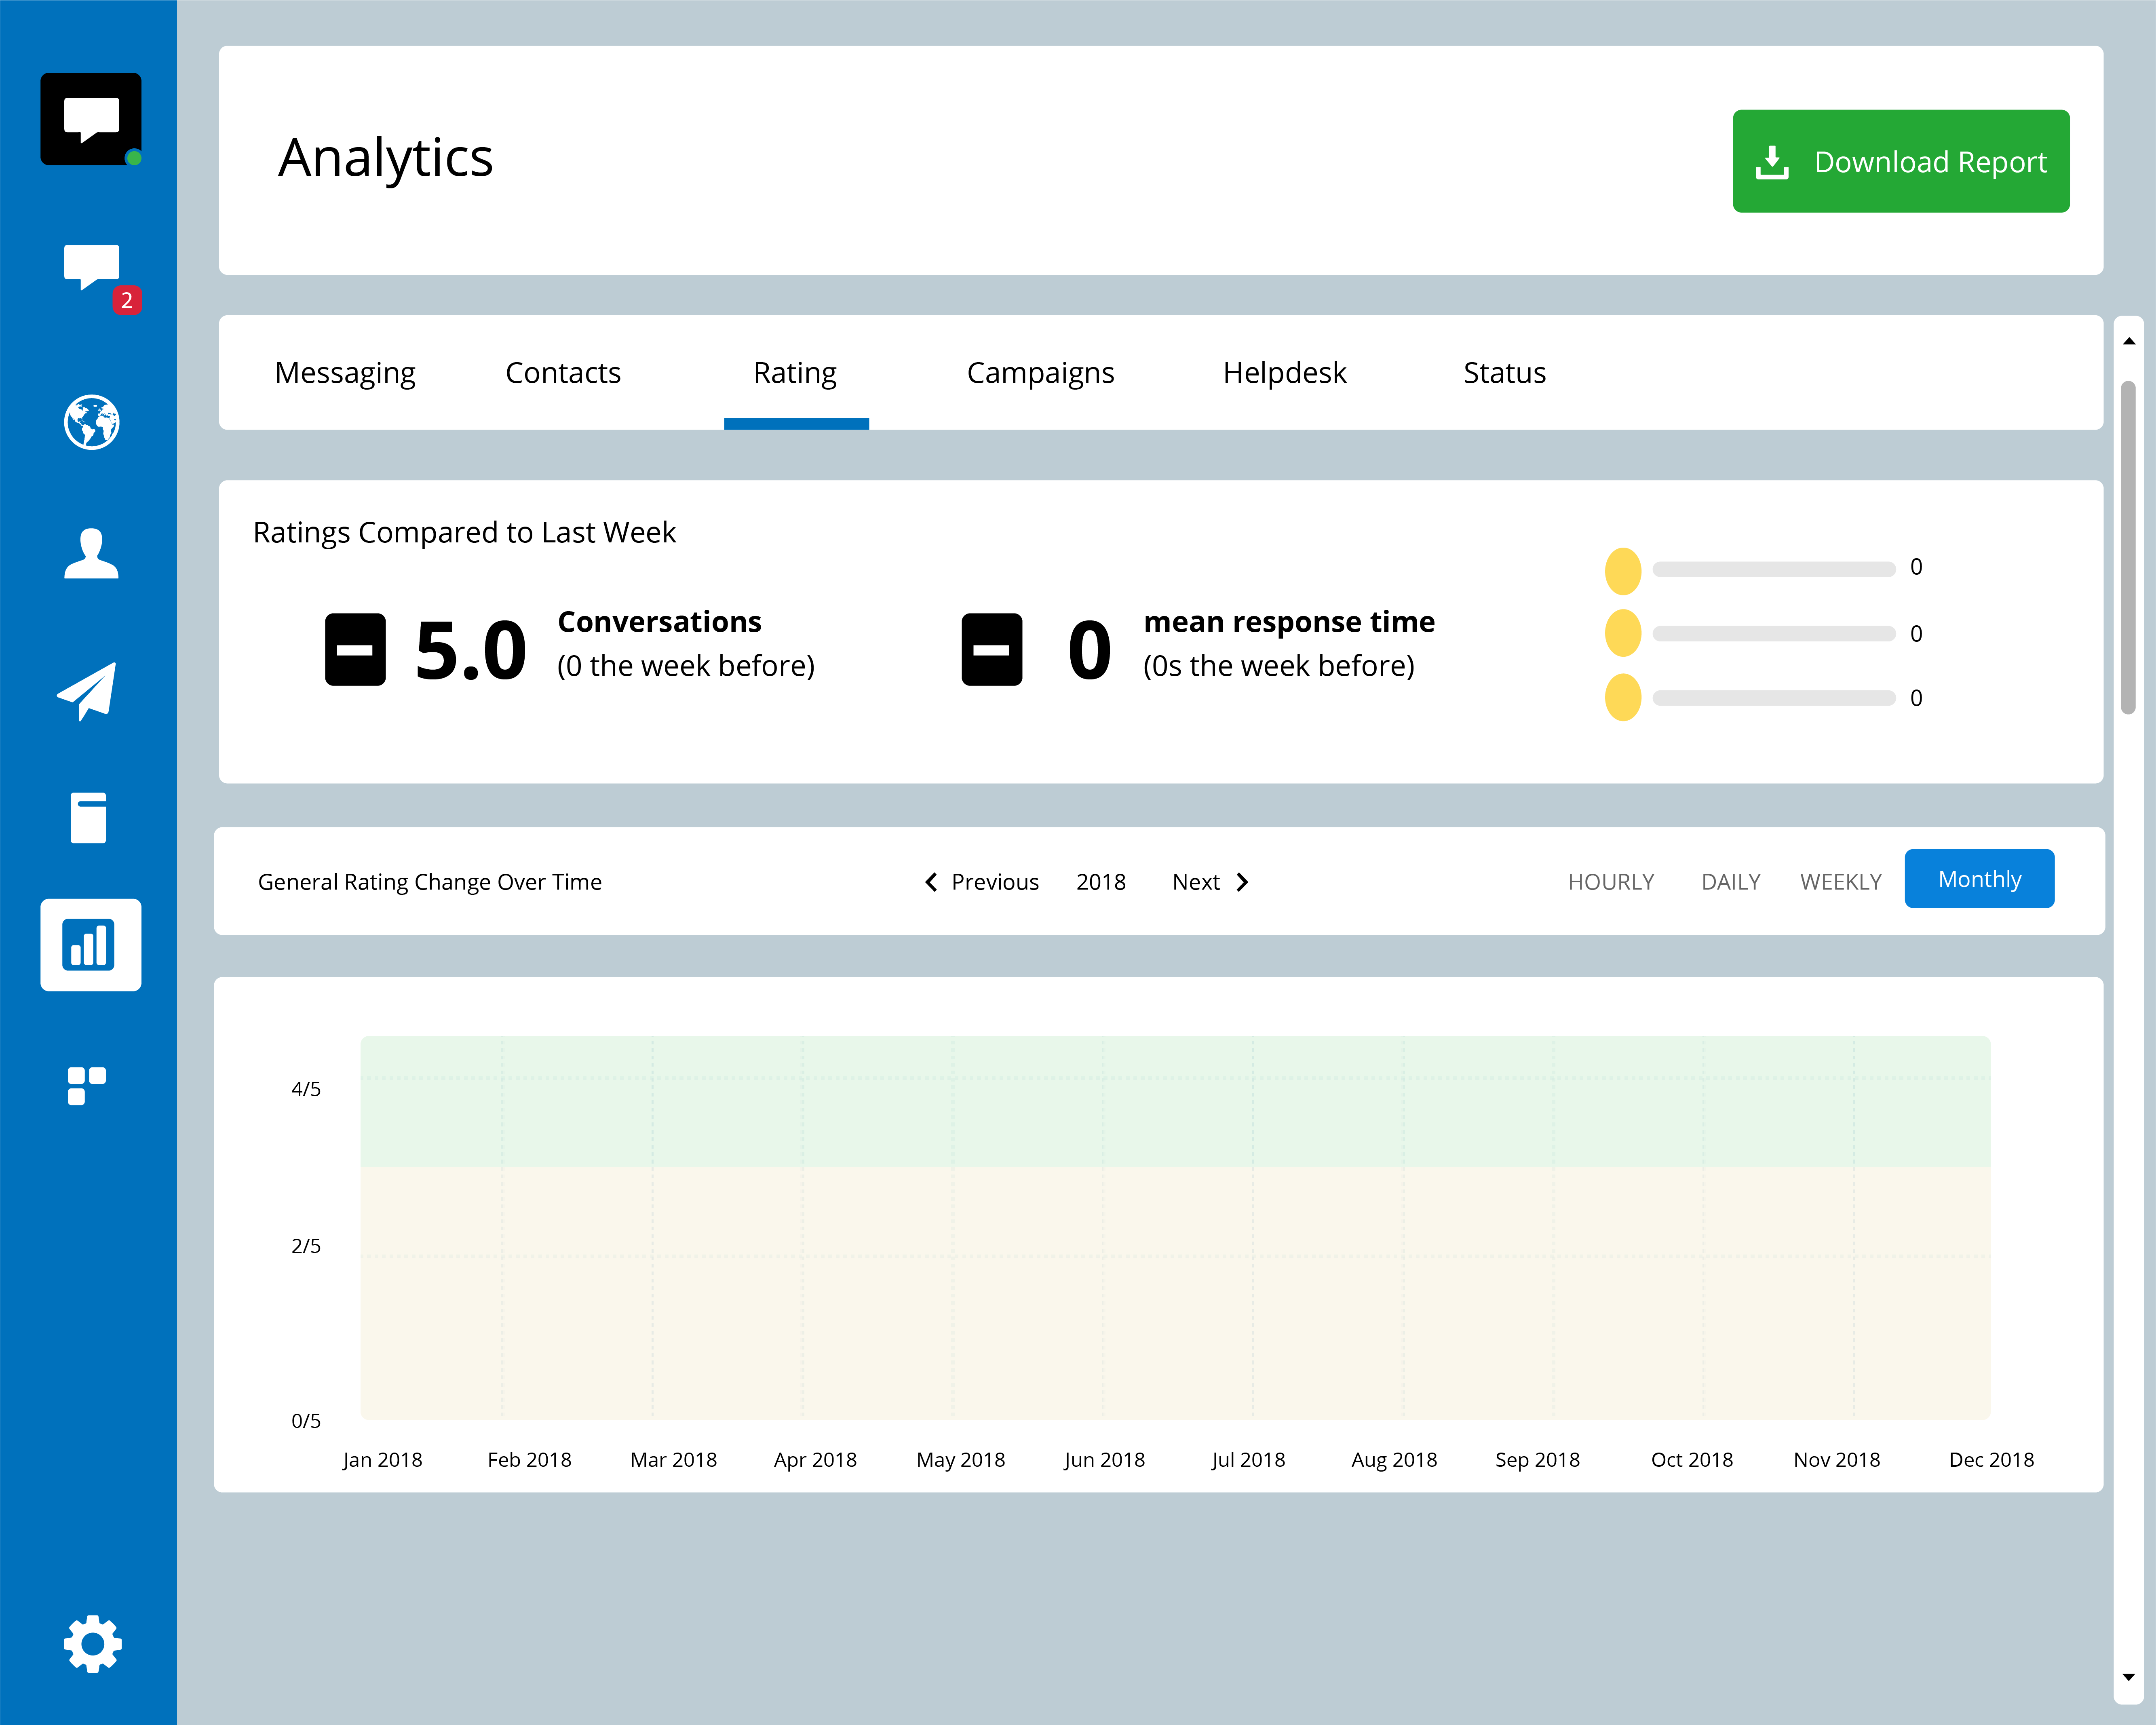 Analytics
Download Report
2
Messaging Contacts Rating Campaigns Helpdesk Status
Ratings Compared to Last Week
5.0 Conversations
(0 the week before)
0 mean response time
(0s the week before)
0
0
0
General Rating Change Over Time
Previous 2018 Next
HOURLY DAILY WEEKLY Monthly
4/5
2/5
0/5
Jan 2018 Feb 2018 Mar 2018 Apr 2018 May 2018 Jun 2018 Jul 2018 Aug 2018 Sep 2018 Oct 2018 Nov 2018 Dec 2018